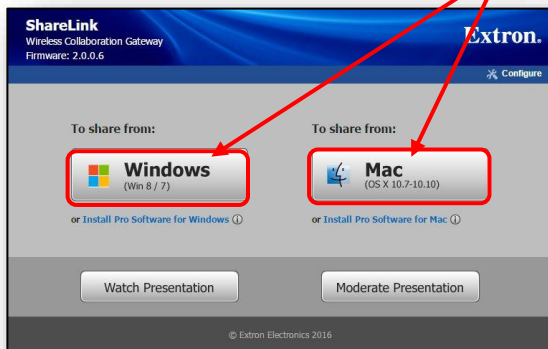 ShareLink
Wireless Collaboration Gateway
Firmware: 2.0.0.6
Extron.
Configure
To share from:
Windows
(Win 8 / 7)
or Install Pro Software for Windows
To share from:
Mac
(OS X 10.7-10.10)
or Install Pro Software for Mac
Watch Presentation
Moderate Presentation
© Extron Electronics 2016